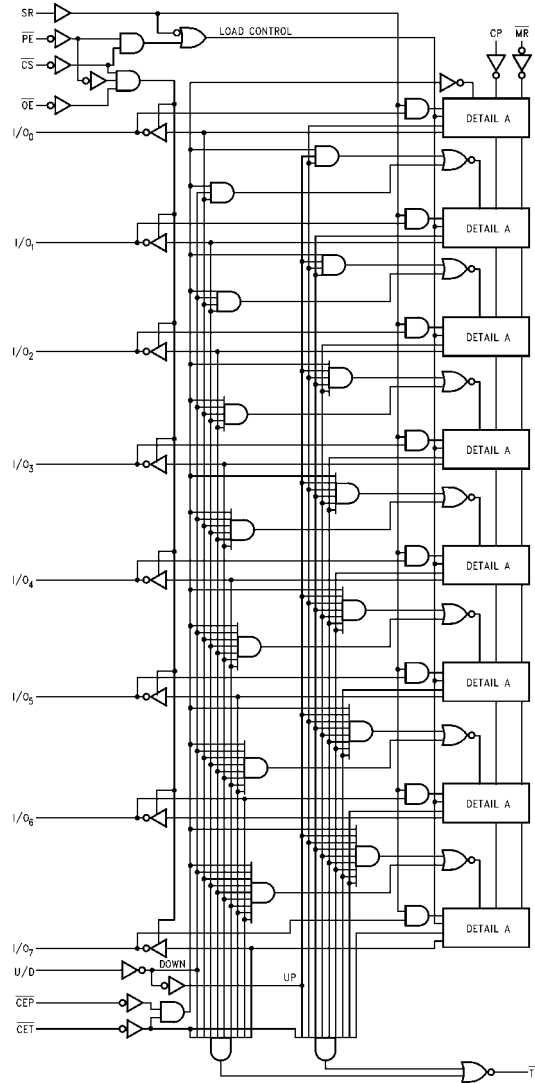 SR
PE
CS
OE
LOAD CONTROL
CP
MR
I/O0
DETAIL A
I/O1
DETAIL A
I/O2
DETAIL A
I/O3
DETAIL A
I/O4
DETAIL A
I/O5
DETAIL A
I/O6
DETAIL A
I/O7
DETAIL A
U/D
DOWN
UP
CEP
CET
T